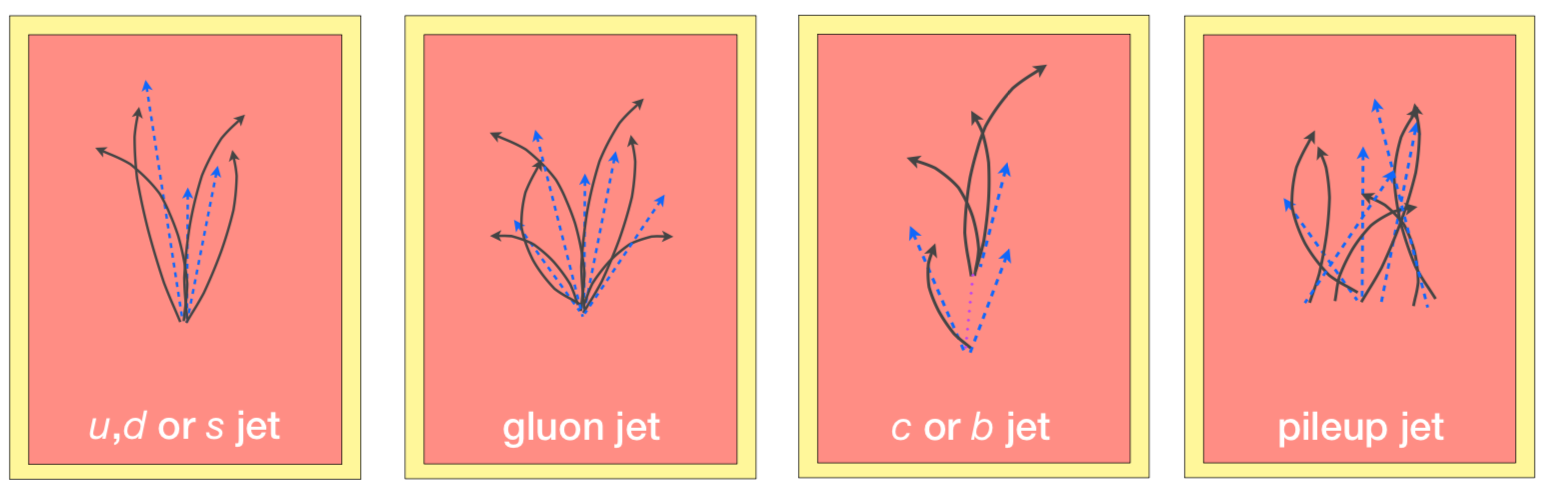 u,d or s jet
gluon jet
c or b jet
pileup jet